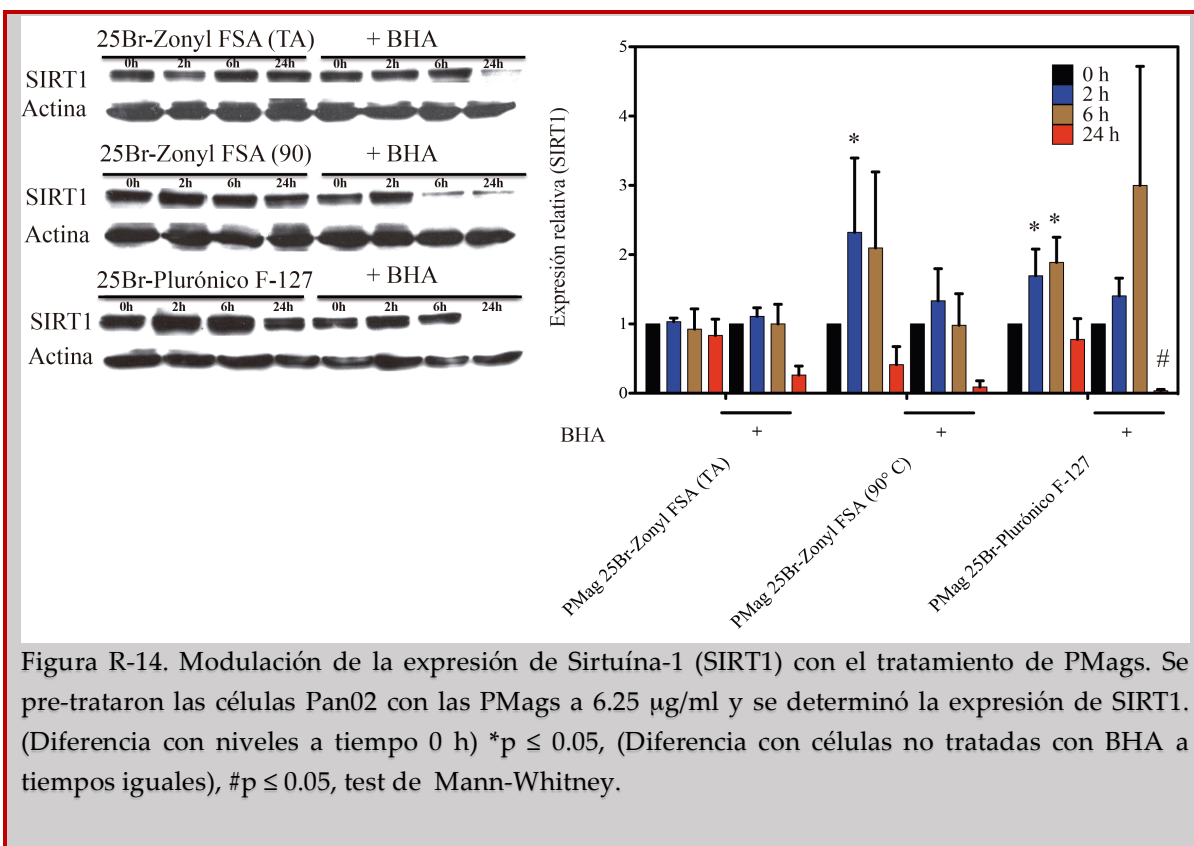 25Br-Zonyl FSA (TA) + BHA
0h 2h 6h 24h 0h 2h 6h 24h
SIRT1
Actina
25Br-Zonyl FSA (90) + BHA
0h 2h 6h 24h 0h 2h 6h 24h
SIRT1
Actina
25Br-Plurónico F-127 + BHA
0h 2h 6h 24h 0h 2h 6h 24h
SIRT1
Actina
Expresión relativa (SIRT1)
5
4
3
2
1
0
0 h
2 h
6 h
24 h
*
* *
#
BHA + + +
PMag 25Br-Zonyl FSA (TA)
PMag 25Br-Zonyl FSA (90° C)
PMag 25Br-Plurónico F-127
Figura R-14. Modulación de la expresión de Sirtuína-1 (SIRT1) con el tratamiento de PMags. Se
pre-trataron las células Pan02 con las PMags a 6.25 µg/ml y se determinó la expresión de SIRT1.
(Diferencia con niveles a tiempo 0 h) *p ≤ 0.05, (Diferencia con células no tratadas con BHA a
tiempos iguales), #p ≤ 0.05, test de Mann-Whitney.